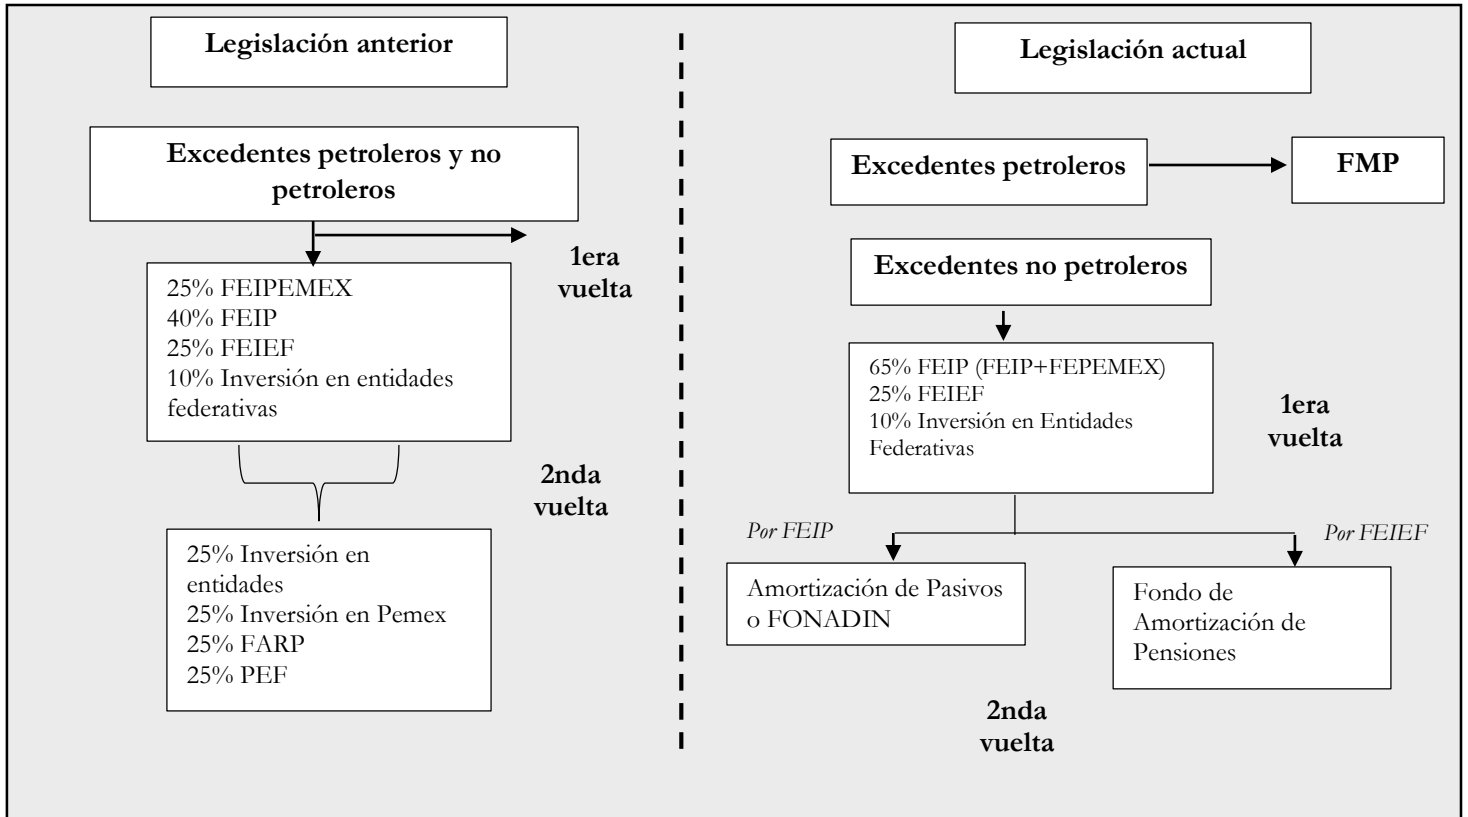 Legislación anterior
Excedentes petroleros y no
petroleros
1era
vuelta
25% FEIPEMEX
40% FEIP
25% FEIEF
10% Inversión en entidades
federativas
2nda
vuelta
25% Inversión en
entidades
25% Inversión en Pemex
25% FARP
25% PEF
Legislación actual
Excedentes petroleros
FMP
Excedentes no petroleros
65% FEIP (FEIP+FEPEMEX)
25% FEIEF
10% Inversión en Entidades
Federativas
1era
vuelta
Por FEIP
Por FEIEF
Amortización de Pasivos
o FONADIN
Fondo de
Amortización de
Pensiones
2nda
vuelta